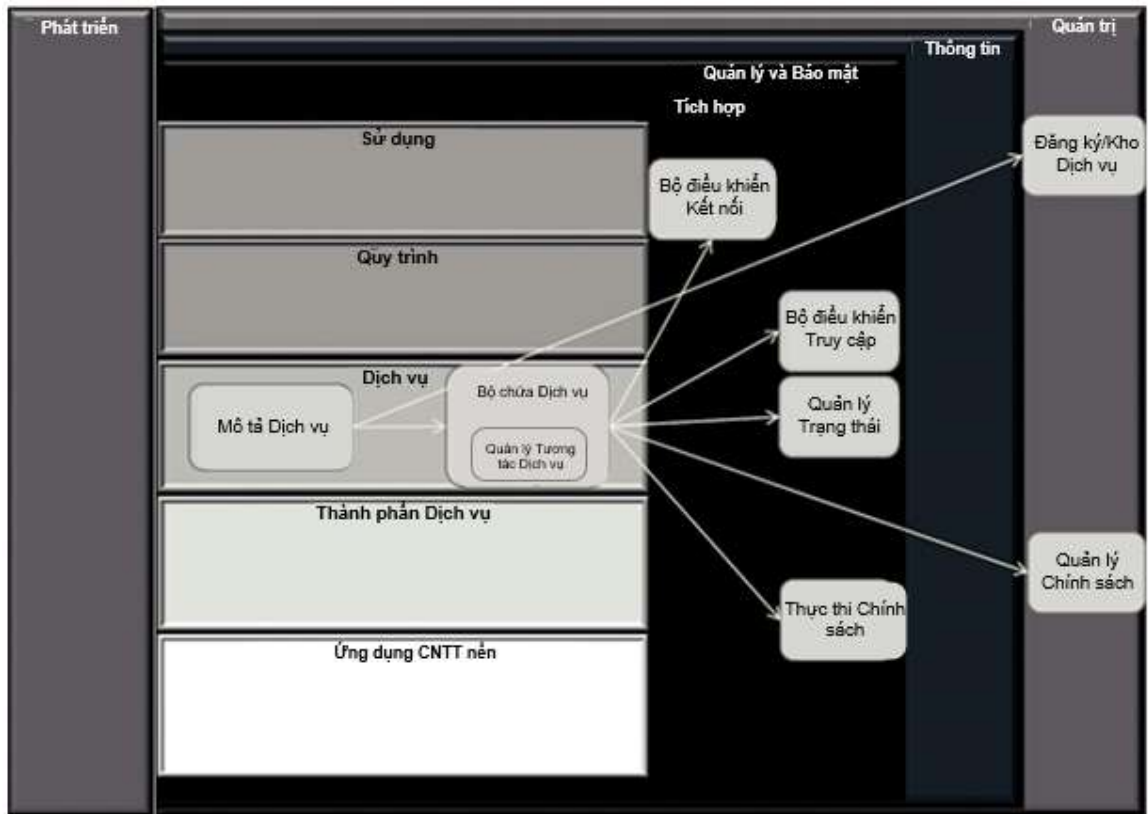 Phát triển
Quản trị
Thông tin
Quản lý và Bảo mật
Tích hợp
Sử dụng
Đăng ký/Kho
Dịch vụ
Bộ điều khiển
Kết nối
Quy trình
Bộ điều khiển
Truy cập
Dịch vụ
Bộ chứa Dịch vụ
Mô tả Dịch vụ
Quản lý Tương
tác Dịch vụ
Quản lý
Trạng thái
Thành phần Dịch vụ
Quản lý
Chính sách
Thực thi Chính
sách
Ứng dụng CNTT nền